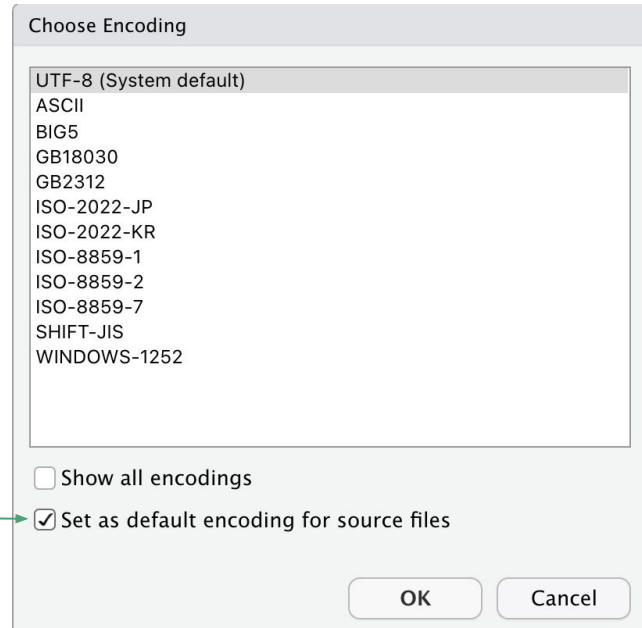 Choose Encoding
UTF-8 (System default)
ASCII
BIG5
GB18030
GB2312
ISO-2022-JP
ISO-2022-KR
ISO-8859-1
ISO-8859-2
ISO-8859-7
SHIFT-JIS
WINDOWS-1252
Show all encodings
Set as default encoding for source files
OK Cancel